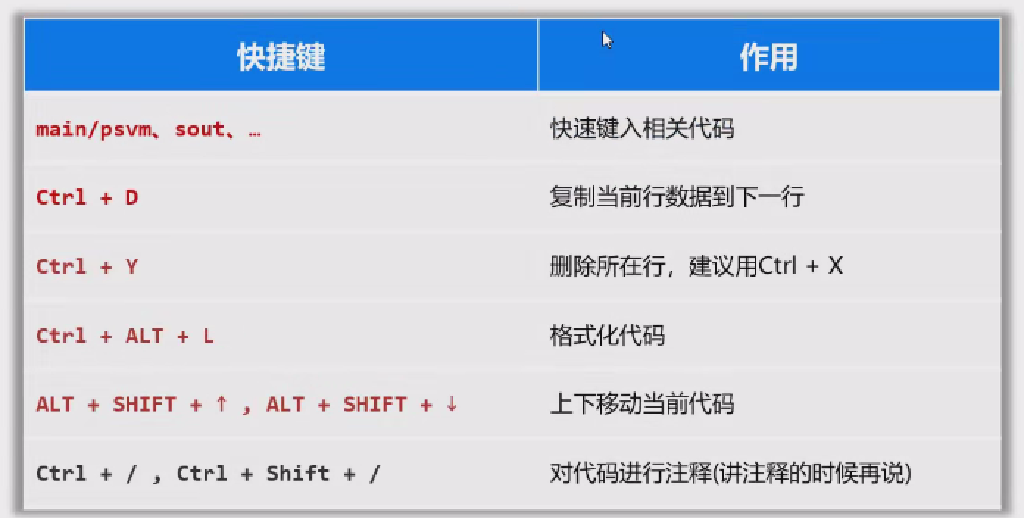 快捷键 作用
main/psvm、sout、… 快速键入相关代码
Ctrl + D 复制当前行数据到下一行
Ctrl + Y 删除所在行，建议用Ctrl + X
Ctrl + ALT + L 格式化代码
ALT + SHIFT + ↑ , ALT + SHIFT + ↓ 上下移动当前代码
Ctrl + / , Ctrl + Shift + / 对代码进行注释(讲注释的时候再说)